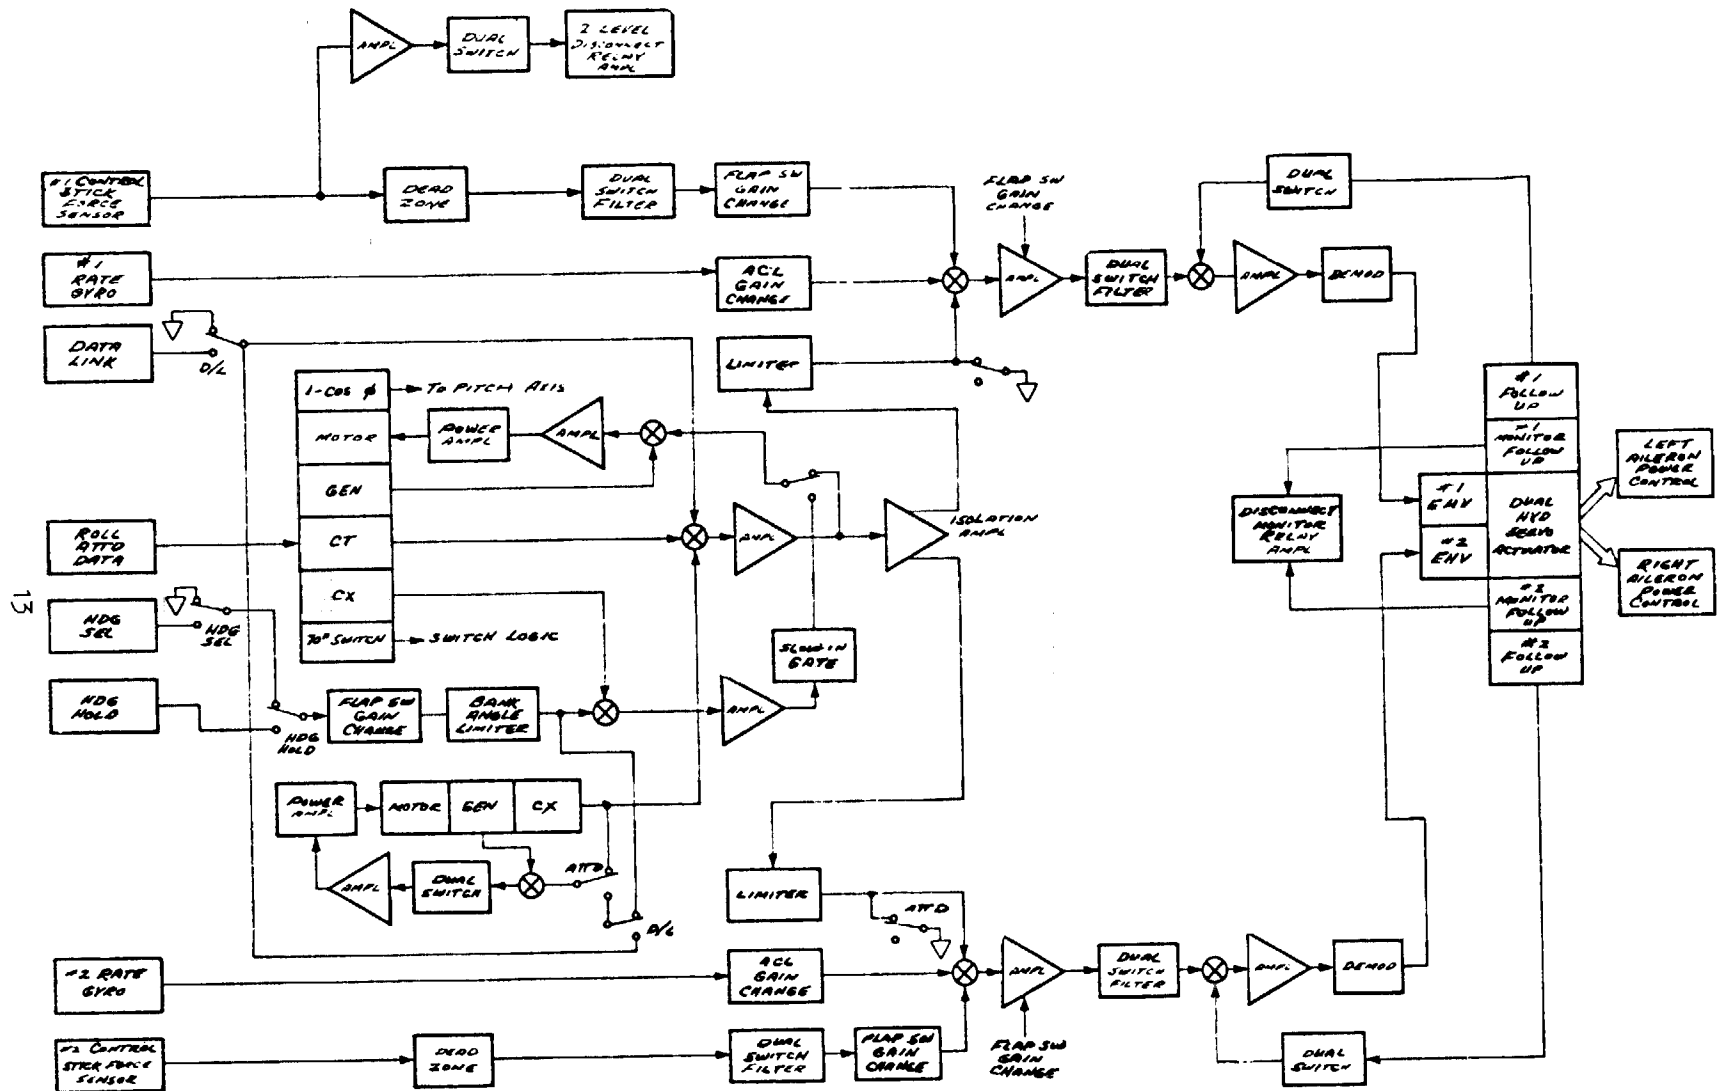 AMPL
DUAL
SWITCH
2 LEVEL
DISCONNECT
RELAY
AMPL
#1 CONTROL
STICK
FORCE
SENSOR
DEAD
ZONE
DUAL
SWITCH
FILTER
FLAP SW
GAIN
CHANGE
FLAP SW
GAIN
CHANGE
DUAL
SWITCH
#1
RATE
GYRO
ACL
GAIN
CHANGE
AMPL
DUAL
SWITCH
FILTER
AMPL
DEMOD
DATA
LINK
D/L
LIMITER
1-COS φ
TO PITCH AXIS
MOTOR
POWER
AMPL
AMPL
GEN
CT
CX
70° SWITCH
SWITCH LOGIC
ROLL
ATTD
DATA
AMPL
ISOLATION
AMPL
#1
FOLLOW
UP
#1
MONITOR
FOLLOW
UP
#1
EHV
#2
EHV
DUAL
HYD
SERVO
ACTUATOR
#2
MONITOR
FOLLOW
UP
#2
FOLLOW
UP
LEFT
AILERON
POWER
CONTROL
RIGHT
AILERON
POWER
CONTROL
DISCONNECT
MONITOR
RELAY
AMPL
13
HDG
SEL
HDG
SEL
HDG
HOLD
HDG
HOLD
FLAP SW
GAIN
CHANGE
BANK
ANGLE
LIMITER
AMPL
SLOW IN
GATE
POWER
AMPL
MOTOR
GEN
CX
AMPL
DUAL
SWITCH
ATTD
D/L
LIMITER
ATTD
#2 RATE
GYRO
ACL
GAIN
CHANGE
AMPL
DUAL
SWITCH
FILTER
AMPL
DEMOD
#2 CONTROL
STICK FORCE
SENSOR
DEAD
ZONE
DUAL
SWITCH
FILTER
FLAP SW
GAIN
CHANGE
FLAP SW
GAIN
CHANGE
DUAL
SWITCH